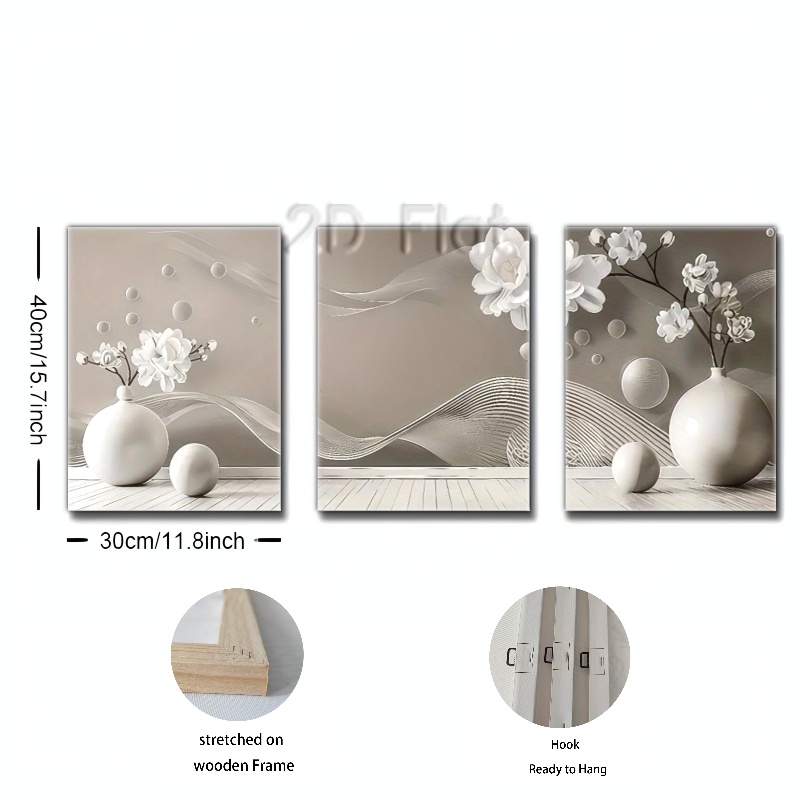 2D Flat
40cm/15.7inch
30cm/11.8inch
stretched on
wooden Frame
Hook
Ready to Hang